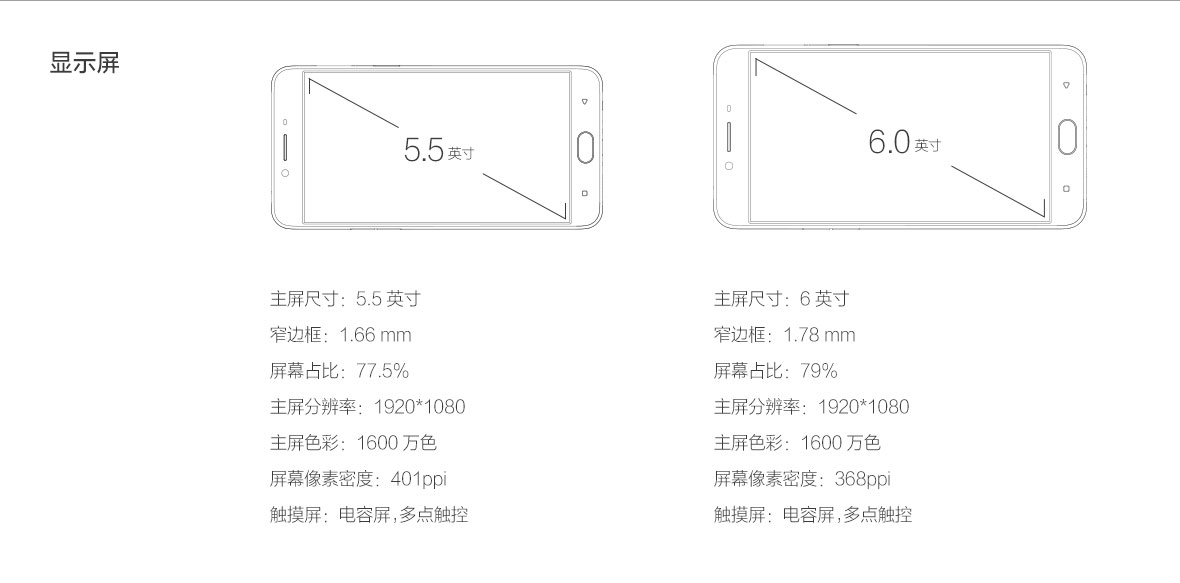 显示屏
5.5 英寸
6.0 英寸
主屏尺寸：5.5 英寸
窄边框：1.66 mm
屏幕占比：77.5%
主屏分辨率：1920*1080
主屏色彩：1600 万色
屏幕像素密度：401ppi
触摸屏：电容屏,多点触控
主屏尺寸：6 英寸
窄边框：1.78 mm
屏幕占比：79%
主屏分辨率：1920*1080
主屏色彩：1600 万色
屏幕像素密度：368ppi
触摸屏：电容屏,多点触控